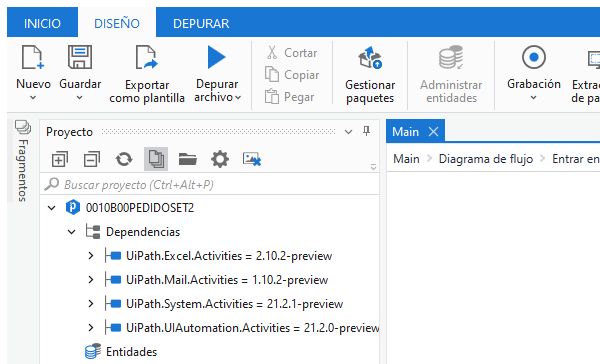 INICIO DISEÑO DEPURAR
Nuevo Guardar Exportar como plantilla Depurar archivo Cortar Copiar Pegar Gestionar paquetes Administrar entidades Grabación Extrac de pa
Fragmentos
Proyecto
Main
Main > Diagrama de flujo > Entrar en
Buscar proyecto (Ctrl+Alt+P)
0010B00PEDIDOSET2
Dependencias
UiPath.Excel.Activities = 2.10.2-preview
UiPath.Mail.Activities = 1.10.2-preview
UiPath.System.Activities = 21.2.1-preview
UiPath.UIAutomation.Activities = 21.2.0-preview
Entidades